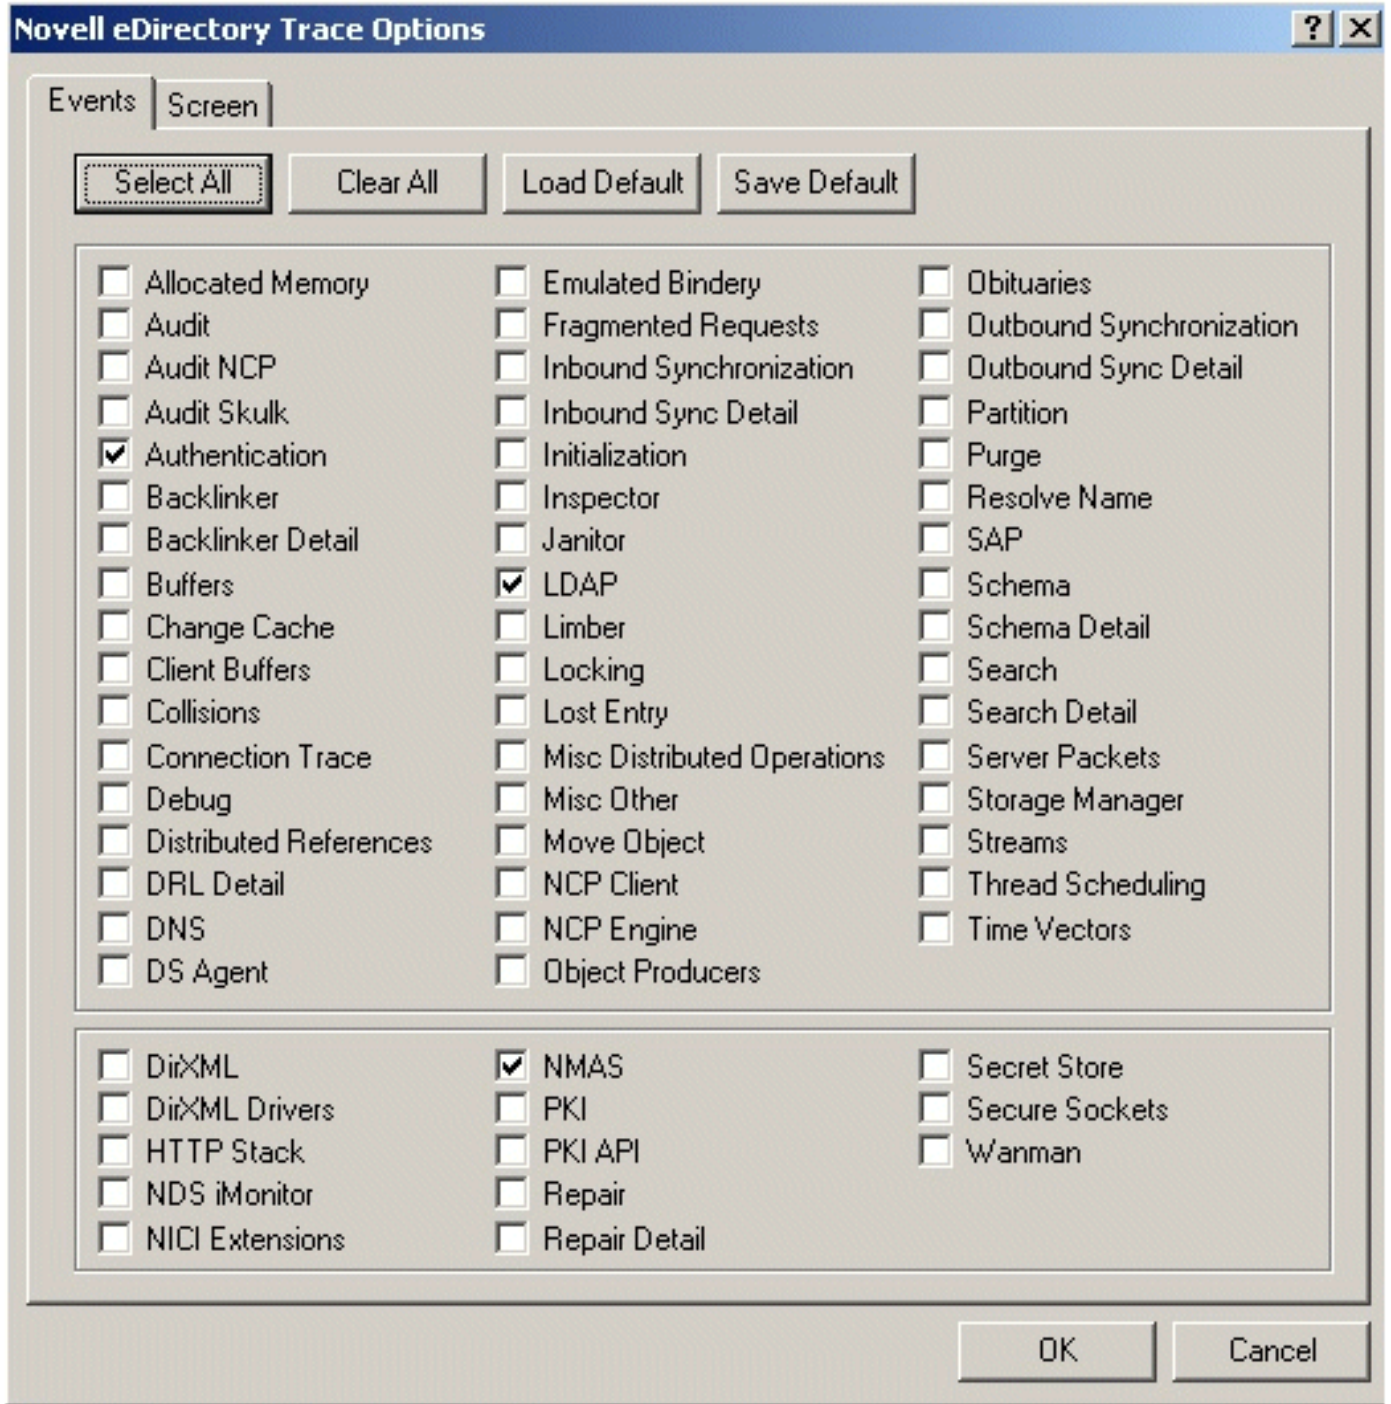 Novell eDirectory Trace Options
Events
Screen
Select All
Clear All
Load Default
Save Default
Allocated Memory
Audit
Audit NCP
Audit Skulk
Authentication
Backlinker
Backlinker Detail
Buffers
Change Cache
Client Buffers
Collisions
Connection Trace
Debug
Distributed References
DRL Detail
DNS
DS Agent
Emulated Bindery
Fragmented Requests
Inbound Synchronization
Inbound Sync Detail
Initialization
Inspector
Janitor
LDAP
Limber
Locking
Lost Entry
Misc Distributed Operations
Misc Other
Move Object
NCP Client
NCP Engine
Object Producers
Obituaries
Outbound Synchronization
Outbound Sync Detail
Partition
Purge
Resolve Name
SAP
Schema
Schema Detail
Search
Search Detail
Server Packets
Storage Manager
Streams
Thread Scheduling
Time Vectors
DirXML
DirXML Drivers
HTTP Stack
NDS iMonitor
NICI Extensions
NMAS
PKI
PKI API
Repair
Repair Detail
Secret Store
Secure Sockets
Wanman
OK
Cancel